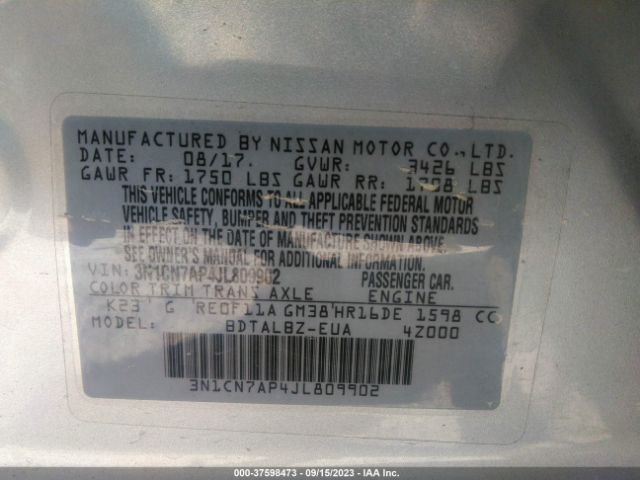 MANUFACTURED BY NISSAN MOTOR CO.,LTD.
DATE: 08/17. GVWR: 3426 LBS
GAWR FR: 1750 LBS GAWR RR: 1708 LBS
THIS VEHICLE CONFORMS TO ALL APPLICABLE FEDERAL MOTOR
VEHICLE SAFETY, BUMPER AND THEFT PREVENTION STANDARDS
IN EFFECT ON THE DATE OF MANUFACTURE SHOWN ABOVE.
SEE OWNER'S MANUAL FOR ADDITIONAL INFORMATION.
VIN: 3N1CN7AP4JL809902 PASSENGER CAR.
COLOR TRIM TRANS AXLE ENGINE
K23 G RE0F11A GM38 HR16DE 1598 CC
MODEL: BDTALBZ-EUA 4Z000
3N1CN7AP4JL809902
000-37598473 - 09/15/2023 - IAA Inc.